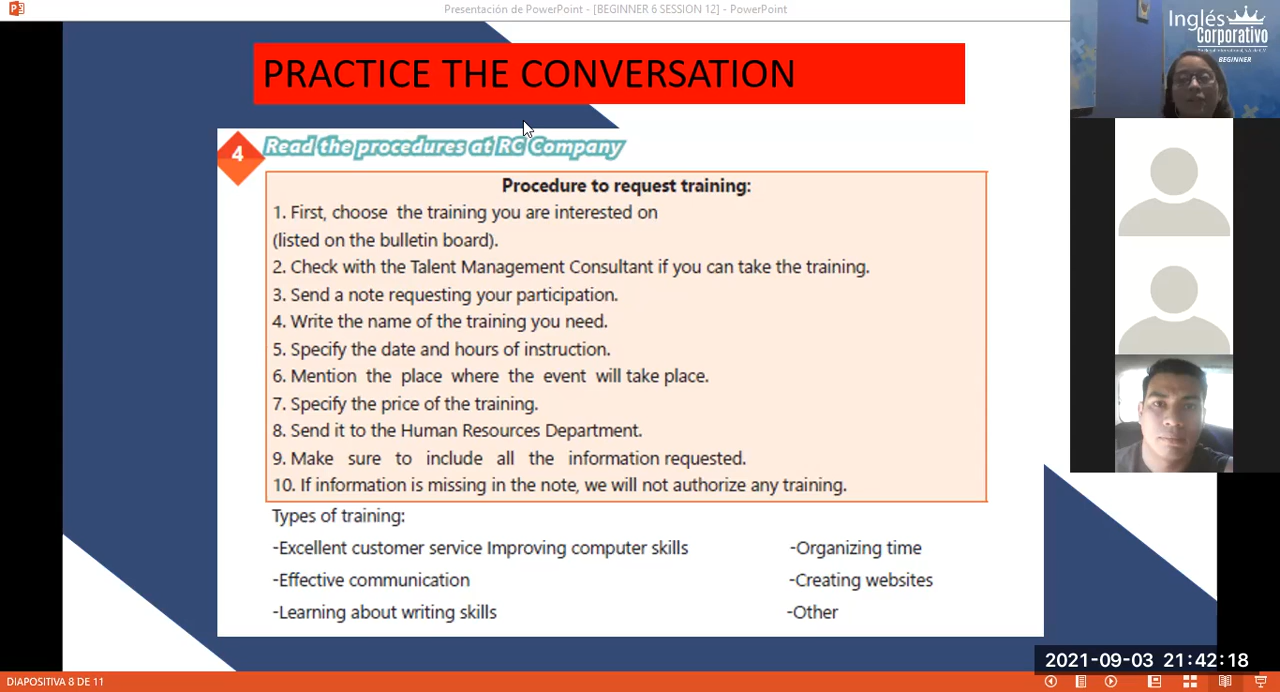 Presentación de PowerPoint - [BEGINNER 6 SESSION 12] - PowerPoint
Inglés
Corporativo
BEGINNER
PRACTICE THE CONVERSATION
4
Read the procedures at RC Company
Procedure to request training:
1. First, choose the training you are interested on
(listed on the bulletin board).
2. Check with the Talent Management Consultant if you can take the training.
3. Send a note requesting your participation.
4. Write the name of the training you need.
5. Specify the date and hours of instruction.
6. Mention the place where the event will take place.
7. Specify the price of the training.
8. Send it to the Human Resources Department.
9. Make sure to include all the information requested.
10. If information is missing in the note, we will not authorize any training.
Types of training:
-Excellent customer service Improving computer skills
-Organizing time
-Effective communication
-Creating websites
-Learning about writing skills
-Other
2021-09-03 21:42:18
DIAPOSITIVA 8 DE 11